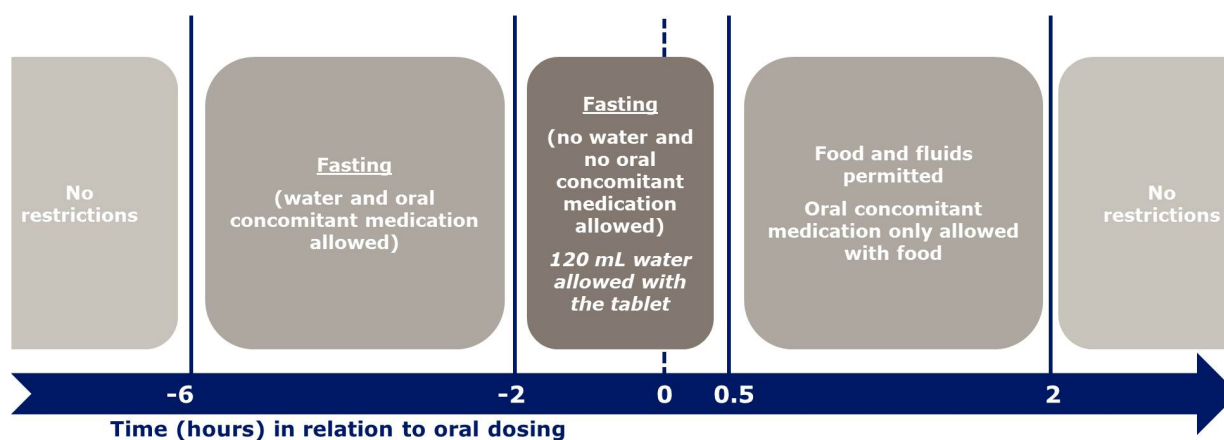 No
restrictions
Fasting
(water and oral
concomitant medication
allowed)
Fasting
(no water and
no oral
concomitant
medication
allowed)
120 mL water
allowed with
the tablet
Food and fluids
permitted
Oral concomitant
medication only allowed
with food
No
restrictions
-6
-2
0
0.5
2
Time (hours) in relation to oral dosing